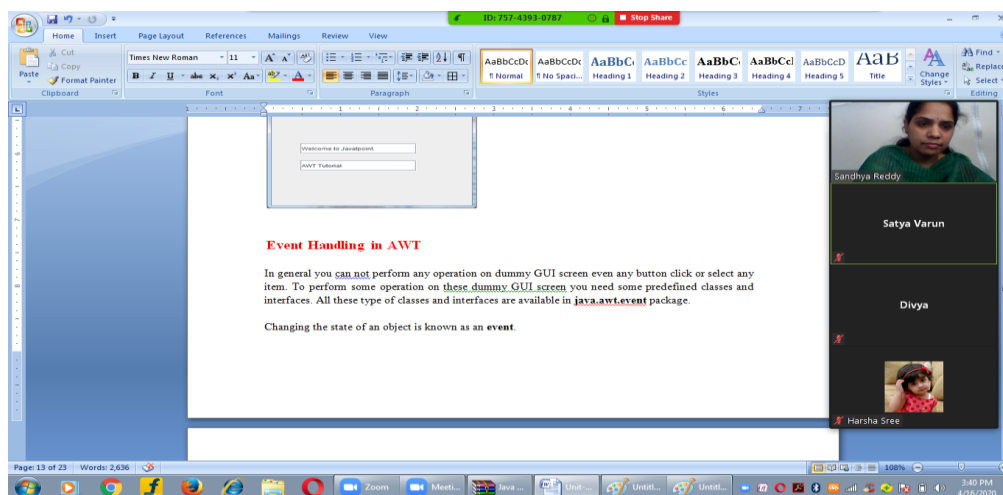 ID: 757-4393-0787 Stop Share
Home Insert Page Layout References Mailings Review View
Cut
Copy
Format Painter
Paste
Clipboard
Times New Roman 11
Font
Paragraph
AaBbCcDc AaBbCcDc AaBbC AaBbCc AaBbC AaBbCcI AaBbCcD AaB
¶ Normal ¶ No Spaci... Heading 1 Heading 2 Heading 3 Heading 4 Heading 5 Title
Change Styles
Styles
Find
Replace
Select
Editing
Welcome to Javatpoint.
AWT Tutorial
Event Handling in AWT
In general you can not perform any operation on dummy GUI screen even any button click or select any
item. To perform some operation on these dummy GUI screen you need some predefined classes and
interfaces. All these type of classes and interfaces are available in java.awt.event package.
Changing the state of an object is known as an event.
Sandhya Reddy
Satya Varun
Divya
Harsha Sree
Page: 13 of 23 Words: 2,636 108%
Zoom Meeti... Java ... Unit-... Untitl... Untitl...
3:40 PM